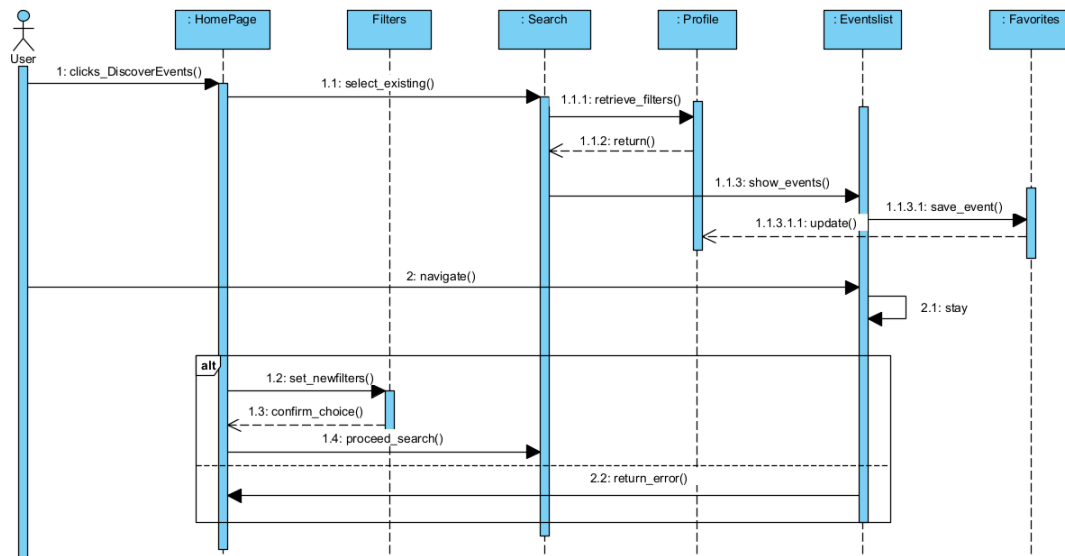 : HomePage
Filters
: Search
: Profile
: Eventslist
: Favorites
User
1: clicks_DiscoverEvents()
1.1: select_existing()
1.1.1: retrieve_filters()
1.1.2: return()
1.1.3: show_events()
1.1.3.1: save_event()
1.1.3.1.1: update()
2: navigate()
2.1: stay
alt
1.2: set_newfilters()
1.3: confirm_choice()
1.4: proceed_search()
2.2: return_error()